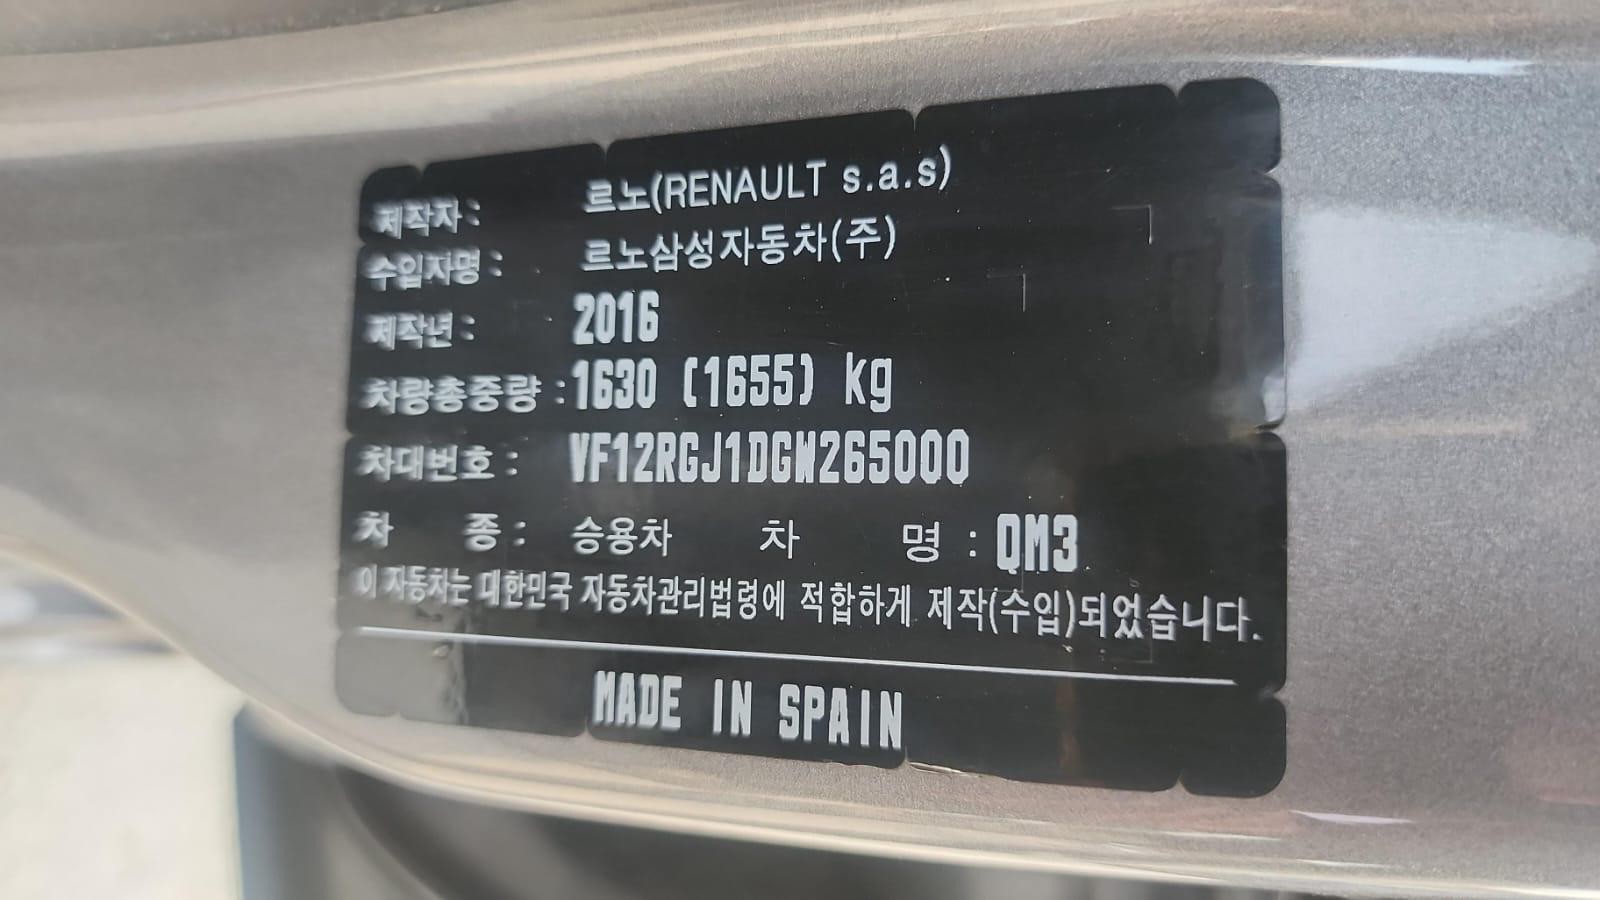 제작자: 르노(RENAULT s.a.s)
수입자명: 르노삼성자동차(주)
제작년: 2016
차량총중량: 1630 (1655) kg
차대번호: VF12RGJ1DGW265000
차 종: 승용차 차 명: QM3
이 자동차는 대한민국 자동차관리법령에 적합하게 제작(수입)되었습니다.
MADE IN SPAIN